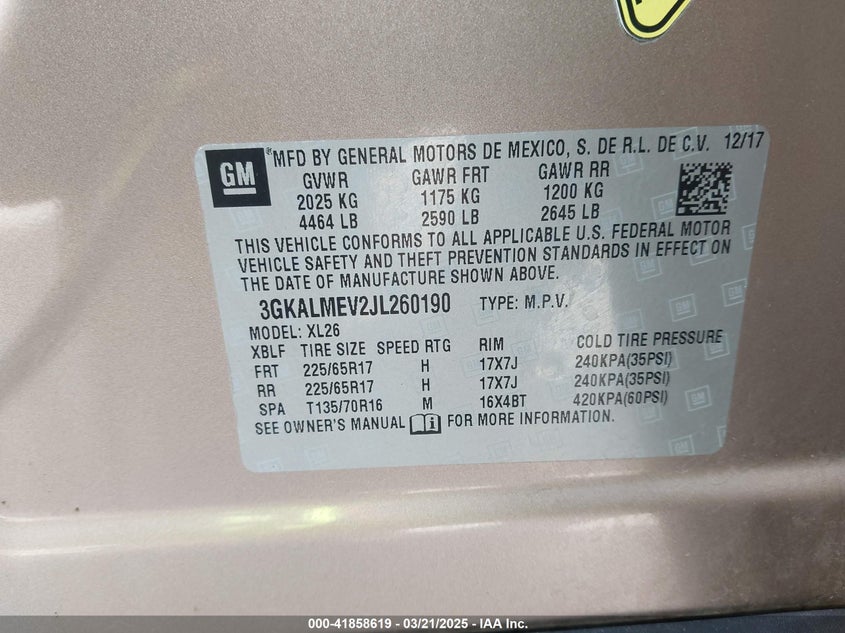 GM
® MFD BY GENERAL MOTORS DE MEXICO, S. DE R.L. DE C.V. 12/17
GVWR GAWR FRT GAWR RR
2025 KG 1175 KG 1200 KG
4464 LB 2590 LB 2645 LB
THIS VEHICLE CONFORMS TO ALL APPLICABLE U.S. FEDERAL MOTOR
VEHICLE SAFETY AND THEFT PREVENTION STANDARDS IN EFFECT ON
THE DATE OF MANUFACTURE SHOWN ABOVE.
3GKALMEV2JL260190 TYPE: M.P.V.
MODEL: XL26
XBLF TIRE SIZE SPEED RTG RIM COLD TIRE PRESSURE
FRT 225/65R17 H 17X7J 240KPA(35PSI)
RR 225/65R17 H 17X7J 240KPA(35PSI)
SPA T135/70R16 M 16X4BT 420KPA(60PSI)
SEE OWNER'S MANUAL FOR MORE INFORMATION.
000-41858619 - 03/21/2025 - IAA Inc.